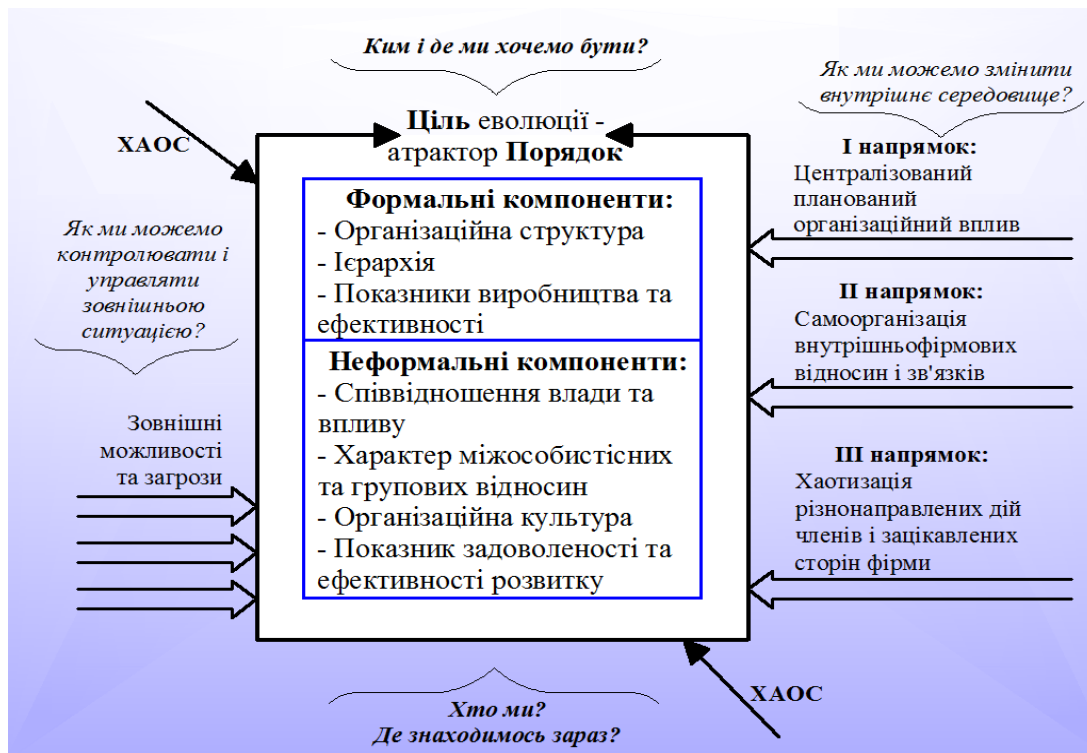 Ким і де ми хочемо бути?
Як ми можемо змінити
внутрішнє середовище?
ХАОС
Ціль еволюції -
атрактор Порядок
Формальні компоненти:
- Організаційна структура
- Ієрархія
- Показники виробництва та
ефективності
Неформальні компоненти:
- Співвідношення влади та
впливу
- Характер міжособистісних
та групових відносин
- Організаційна культура
- Показник задоволеності та
ефективності розвитку
Як ми можемо
контролювати і
управляти
зовнішньою
ситуацією?
Зовнішні
можливості
та загрози
I напрямок:
Централізований
планований
організаційний вплив
II напрямок:
Самоорганізація
внутрішньофірмових
відносин і зв'язків
III напрямок:
Хаотизація
різнонаправлених дій
членів і зацікавлених
сторін фірми
ХАОС
Хто ми?
Де знаходимось зараз?